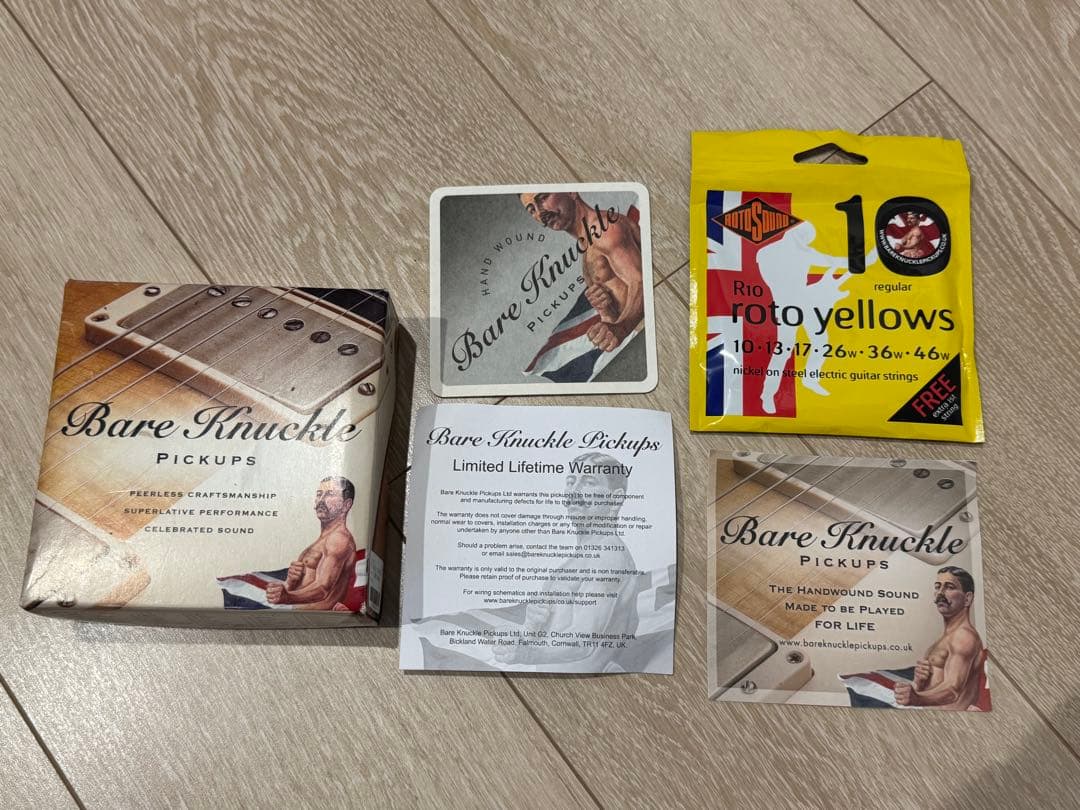 Bare Knuckle
PICKUPS
PEERLESS CRAFTSMANSHIP
SUPERLATIVE PERFORMANCE
CELEBRATED SOUND
HAND WOUND
Bare Knuckle
PICKUPS
Bare Knuckle Pickups
Limited Lifetime Warranty
Bare Knuckle Pickups Ltd warrants this pickup(s) to be free of component
and manufacturing defects for life to the original purchaser.
The warranty does not cover damage through misuse or improper handling,
normal wear to covers, installation charges or any form of modification or repair
undertaken by anyone other than Bare Knuckle Pickups Ltd.
Should a problem arise, contact the team on 01326 341313
or email sales@bareknucklepickups.co.uk
The warranty is only valid to the original purchaser and is non transferable.
Please retain proof of purchase to validate your warranty.
For wiring schematics and installation help please visit
www.bareknucklepickups/co.uk/support
Bare Knuckle Pickups Ltd, Unit G2, Church View Business Park,
Bickland Water Road, Falmouth, Cornwall, TR11 4FZ. UK.
ROTOSOUND
10
WWW.BAREKNUCKLEPICKUPS.CO.UK
regular
R10
roto yellows
10·13·17·26w·36w·46w
nickel on steel electric guitar strings
FREE
extra 1st
string
Bare Knuckle
PICKUPS
THE HANDWOUND SOUND
MADE TO BE PLAYED
FOR LIFE
www.bareknucklepickups.co.uk